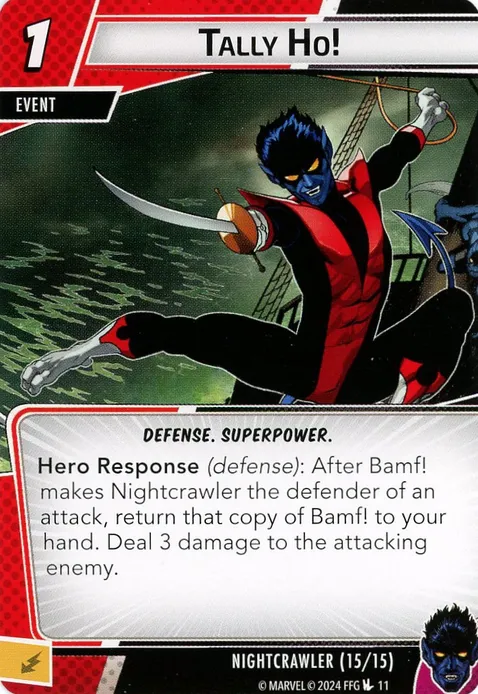 1
TALLY HO!
EVENT
DEFENSE. SUPERPOWER.
Hero Response (defense): After Bamf!
makes Nightcrawler the defender of an
attack, return that copy of Bamf! to your
hand. Deal 3 damage to the attacking
enemy.
NIGHTCRAWLER (15/15)
© MARVEL © 2024 FFG 11